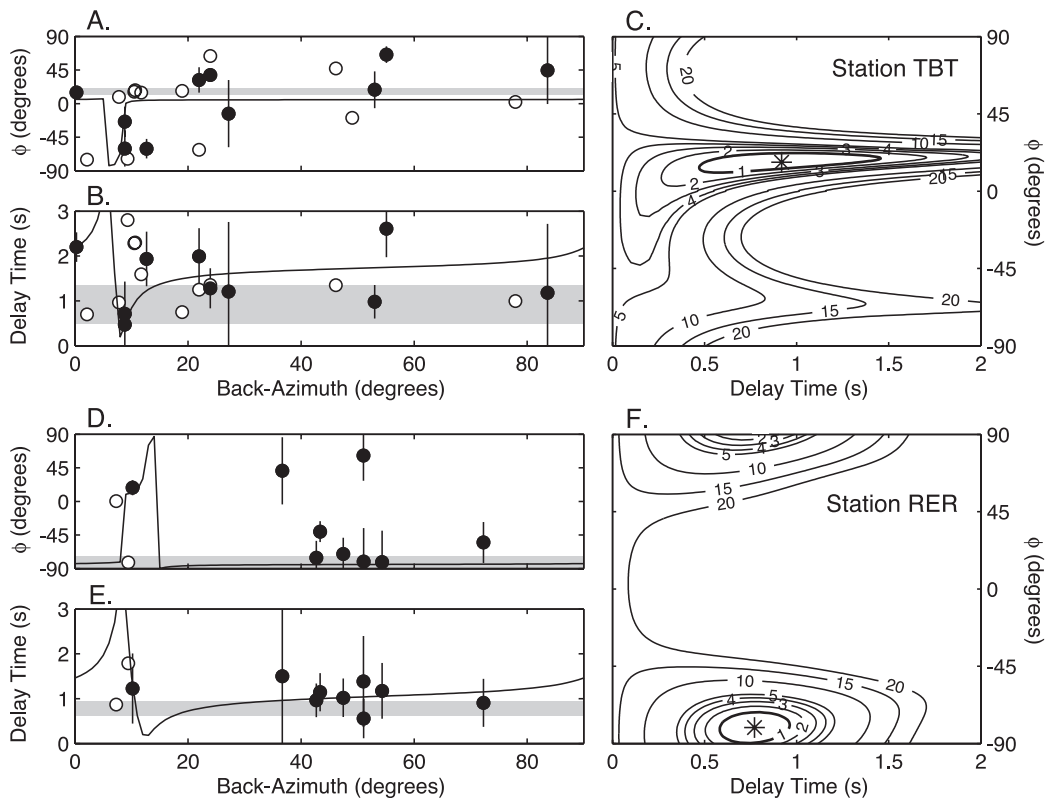 A.
90
45
0
-45
-90
ϕ (degrees)
B.
3
2
1
0
Delay Time (s)
0 20 40 60 80
Back-Azimuth (degrees)
C.
Station TBT
5
20
15
10
4
3
2
1
2
3
4
15
20
5
10
20
15
20
90
45
0
-45
-90
ϕ (degrees)
0 0.5 1 1.5 2
Delay Time (s)
D.
90
45
0
-45
-90
ϕ (degrees)
E.
3
2
1
0
Delay Time (s)
0 20 40 60 80
Back-Azimuth (degrees)
F.
Station RER
2
3
4
5
10
15
20
10
15
20
5
4
3
2
1
90
45
0
-45
-90
ϕ (degrees)
0 0.5 1 1.5 2
Delay Time (s)